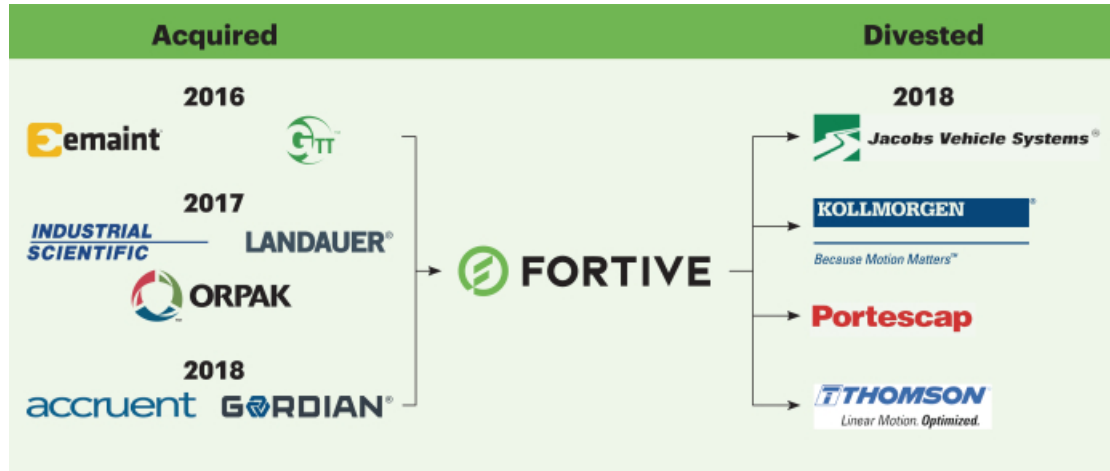 Acquired
Divested
2016
emaint
GTT™
2017
INDUSTRIAL
SCIENTIFIC
LANDAUER®
ORPAK
2018
accruent
GORDIAN®
FORTIVE
2018
Jacobs Vehicle Systems®
KOLLMORGEN®
Because Motion Matters™
Portescap
THOMSON
Linear Motion. Optimized.